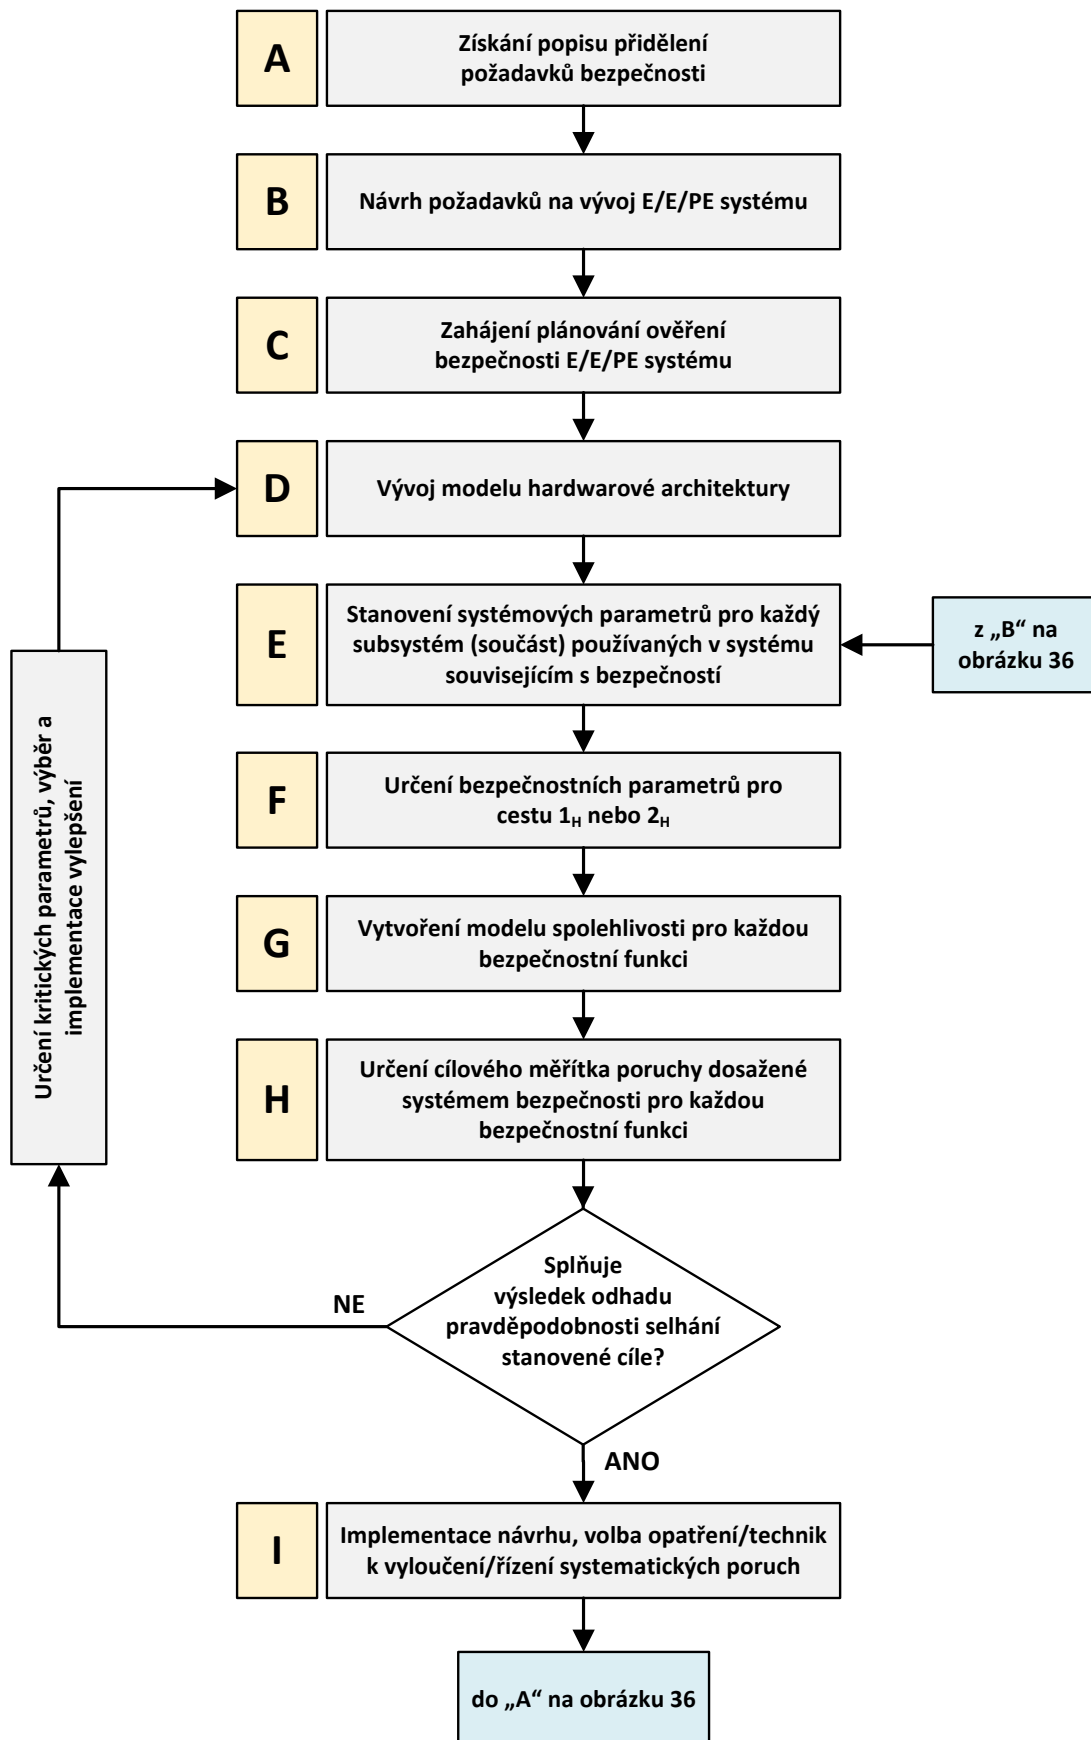 A
Získání popisu přidělení
požadavků bezpečnosti
B
Návrh požadavků na vývoj E/E/PE systému
C
Zahájení plánování ověření
bezpečnosti E/E/PE systému
D
Vývoj modelu hardwarové architektury
E
Stanovení systémových parametrů pro každý
subsystém (součást) používaných v systému
souvisejícím s bezpečností
z „B“ na
obrázku 36
F
Určení bezpečnostních parametrů pro
cestu 1H nebo 2H
Určení kritických parametrů, výběr a
implementace vylepšení
G
Vytvoření modelu spolehlivosti pro každou
bezpečnostní funkci
H
Určení cílového měřítka poruchy dosažené
systémem bezpečnosti pro každou
bezpečnostní funkci
Splňuje
výsledek odhadu
pravděpodobnosti selhání
stanovené cíle?
NE
ANO
I
Implementace návrhu, volba opatření/technik
k vyloučení/řízení systematických poruch
do „A“ na obrázku 36